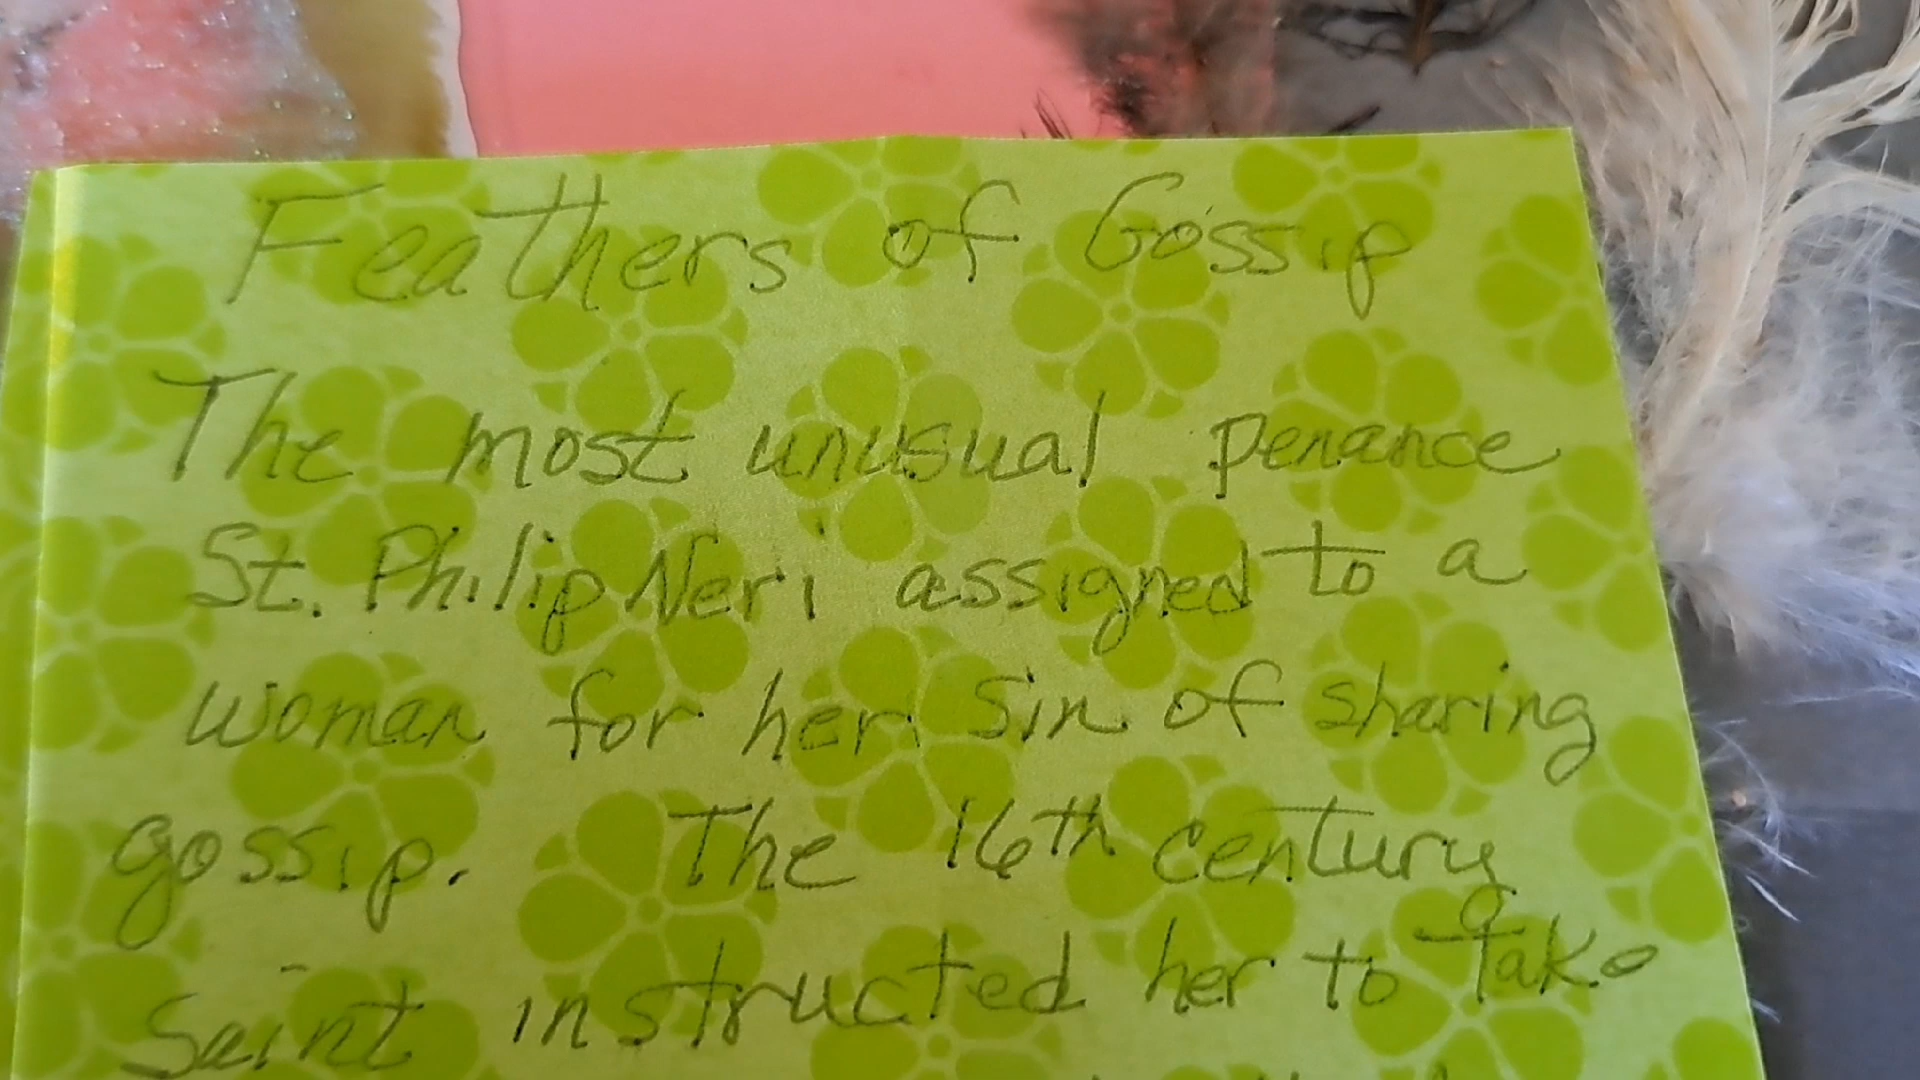 Feathers of Gossip
The most unusual penance
St. Philip Neri assigned to a
woman for her sin of sharing
gossip. The 16th century
Saint instructed her to take